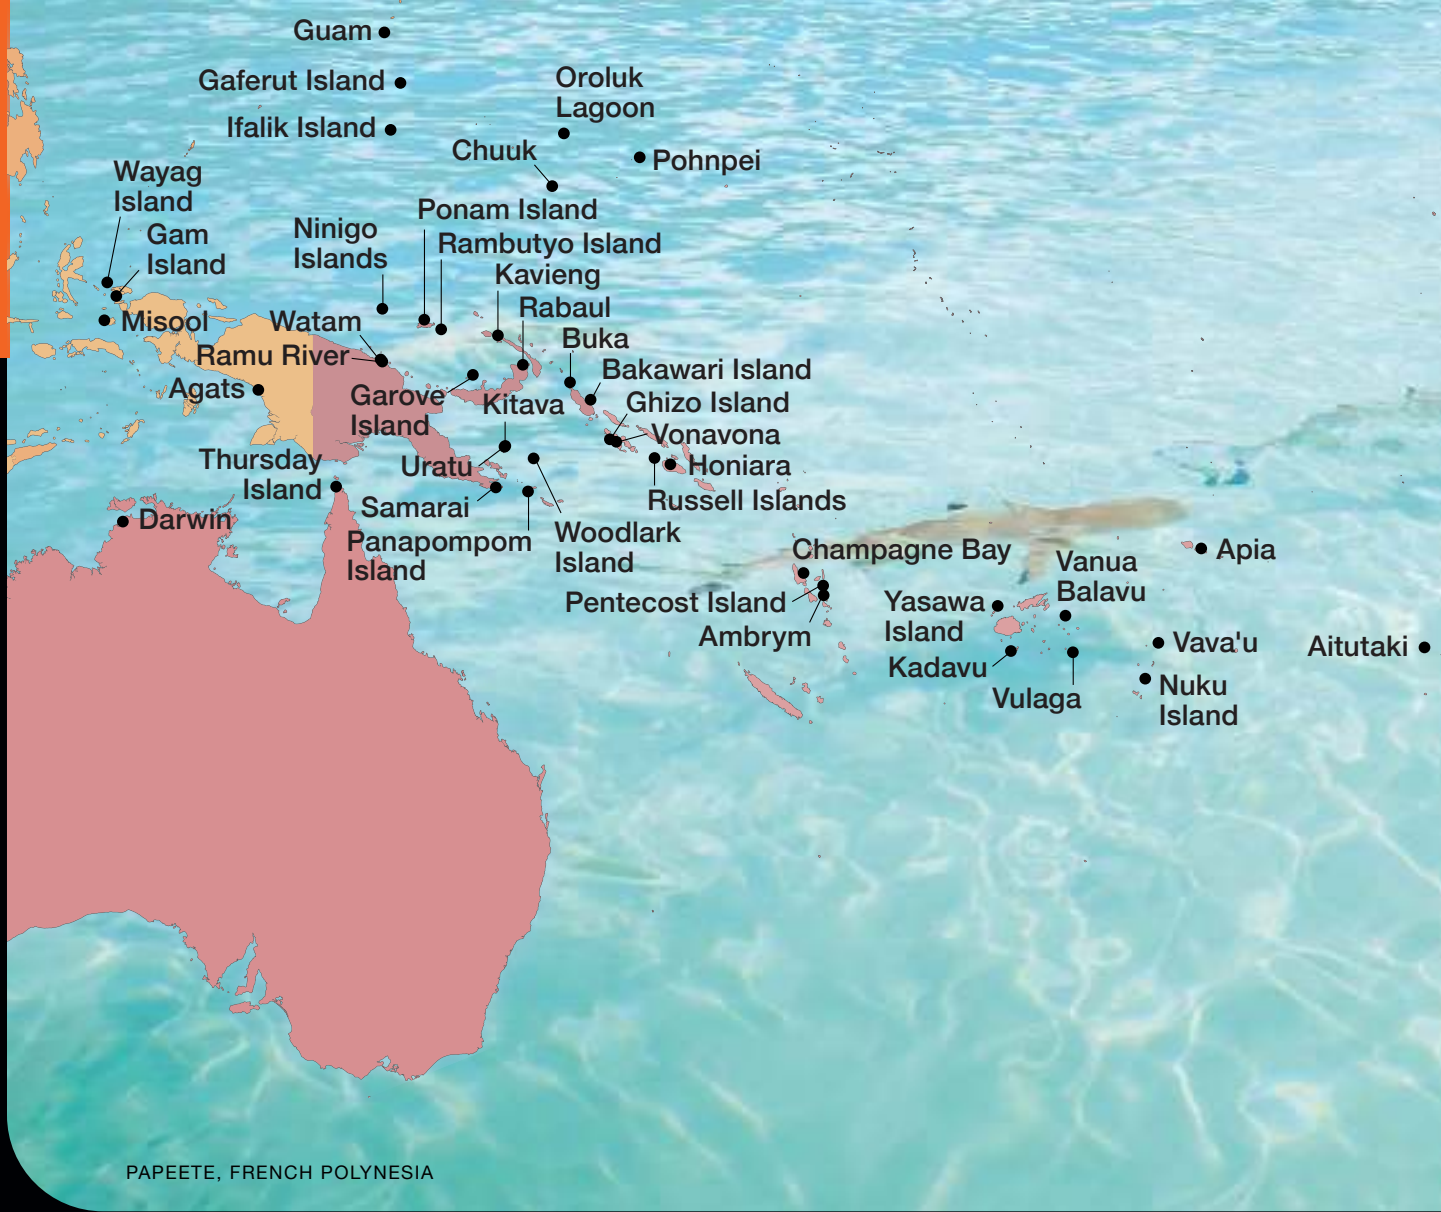 Guam
Gaferut Island
Oroluk
Lagoon
Ifalik Island
Chuuk
Pohnpei
Wayag
Island
Ponam Island
Ninigo
Islands
Gam
Island
Rambutyo Island
Kavieng
Rabaul
Misool
Watam
Buka
Ramu River
Bakawari Island
Agats
Garove
Island
Kitava
Ghizo Island
Vonavona
Thursday
Island
Uratu
Honiara
Samarai
Russell Islands
Darwin
Panapompom
Island
Woodlark
Island
Champagne Bay
Apia
Vanua
Balavu
Pentecost Island
Yasawa
Island
Ambrym
Vava'u
Aitutaki
Kadavu
Vulaga
Nuku
Island
PAPEETE, FRENCH POLYNESIA